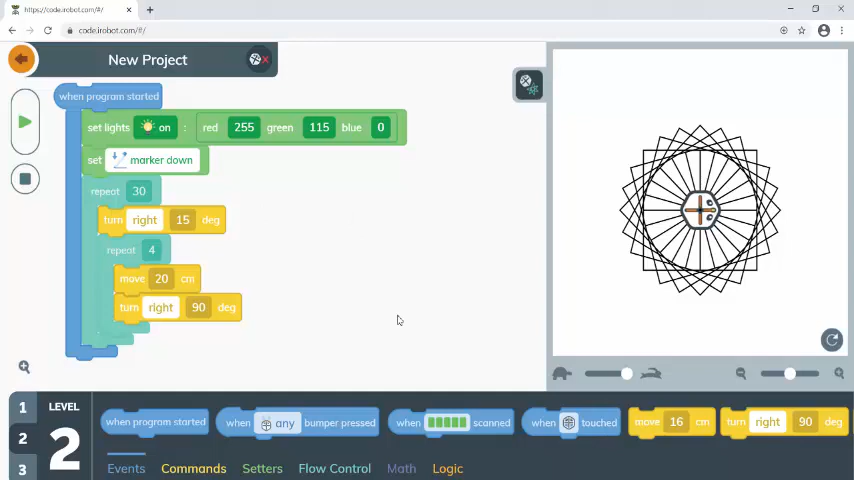 https://code.irobot.com/#/
code.irobot.com/#/
New Project
when program started
set lights on : red 255 green 115 blue 0
set marker down
repeat 30
turn right 15 deg
repeat 4
move 20 cm
turn right 90 deg
1
2
3
LEVEL
2
when program started
when any bumper pressed
when scanned
when touched
move 16 cm
turn right 90 deg
Events
Commands
Setters
Flow Control
Math
Logic